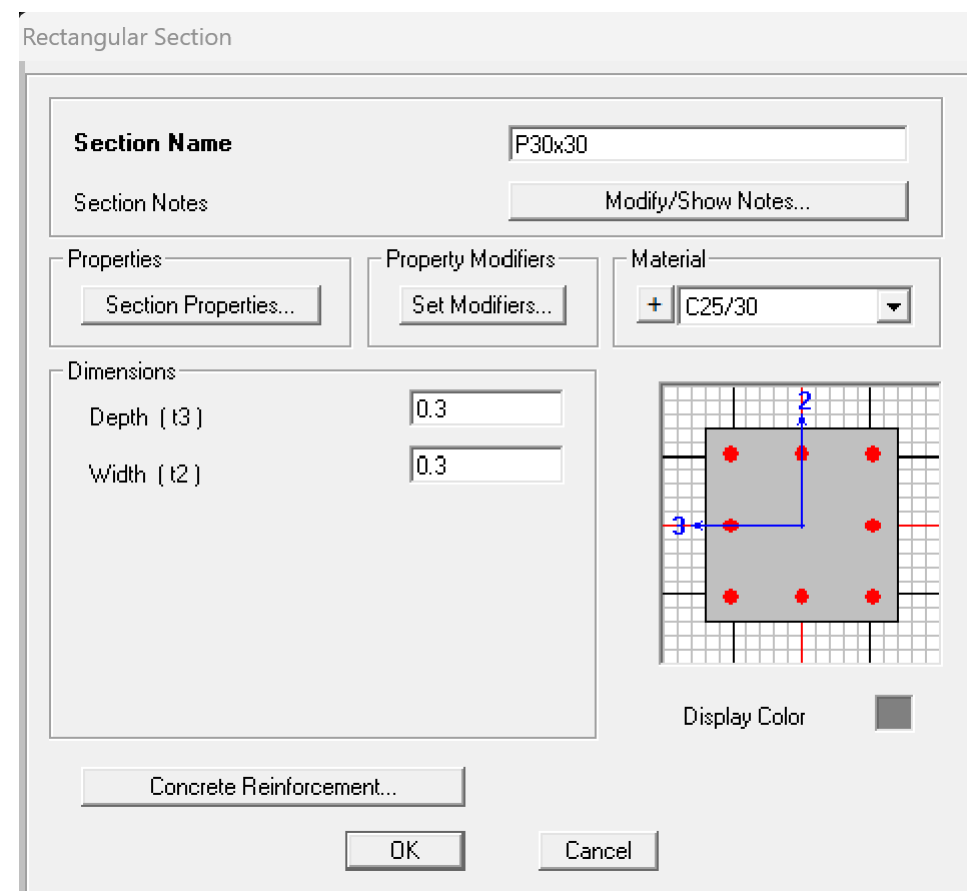 Rectangular Section
Section Name P30x30
Section Notes Modify/Show Notes...
Properties Property Modifiers Material
Section Properties... Set Modifiers... + C25/30
Dimensions
Depth ( t3 ) 0.3
Width ( t2 ) 0.3
2
3
Display Color
Concrete Reinforcement...
OK Cancel